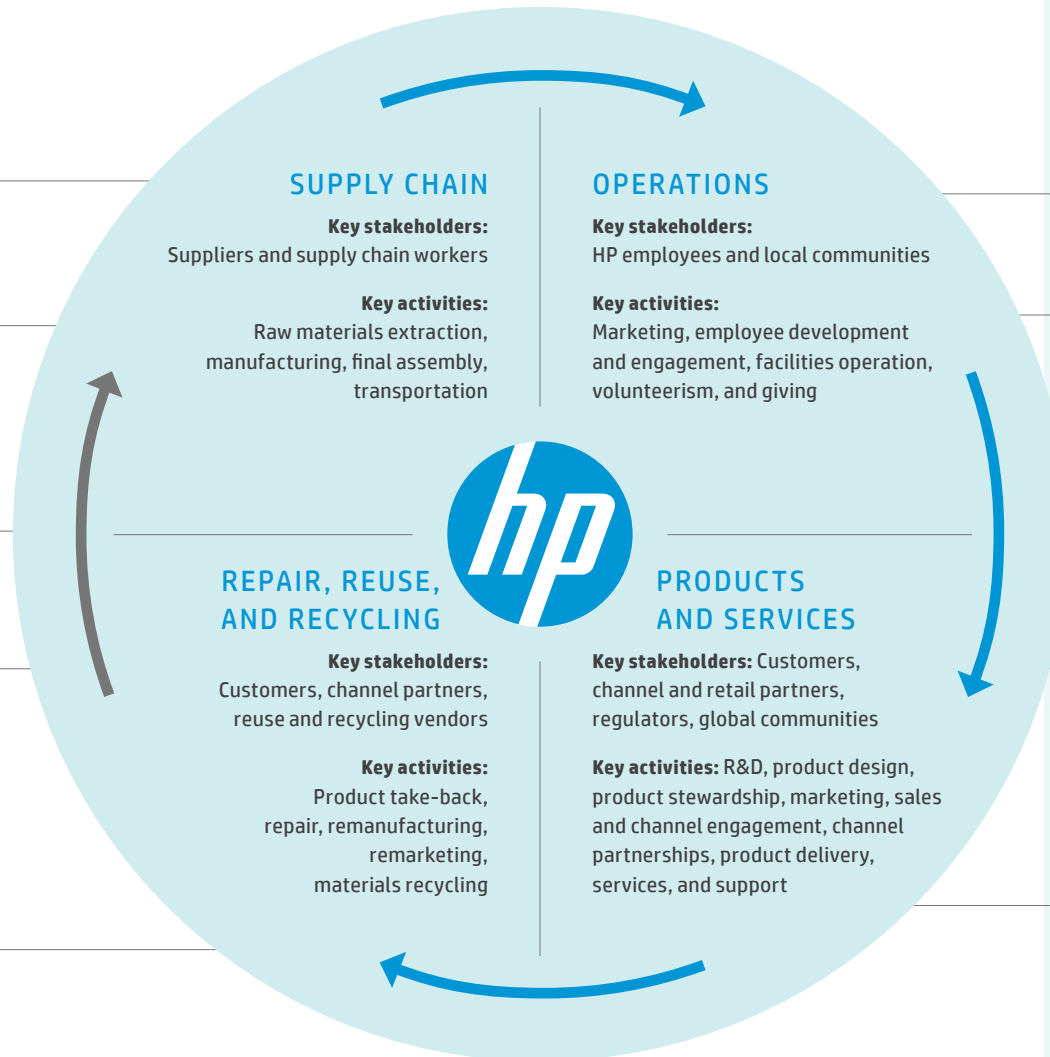 SUPPLY CHAIN
Key stakeholders:
Suppliers and supply chain workers
Key activities:
Raw materials extraction,
manufacturing, final assembly,
transportation
OPERATIONS
Key stakeholders:
HP employees and local communities
Key activities:
Marketing, employee development
and engagement, facilities operation,
volunteerism, and giving
hp
REPAIR, REUSE,
AND RECYCLING
Key stakeholders:
Customers, channel partners,
reuse and recycling vendors
Key activities:
Product take-back,
repair, remanufacturing,
remarketing,
materials recycling
PRODUCTS
AND SERVICES
Key stakeholders: Customers,
channel and retail partners,
regulators, global communities
Key activities: R&D, product design,
product stewardship, marketing, sales
and channel engagement, channel
partnerships, product delivery,
services, and support